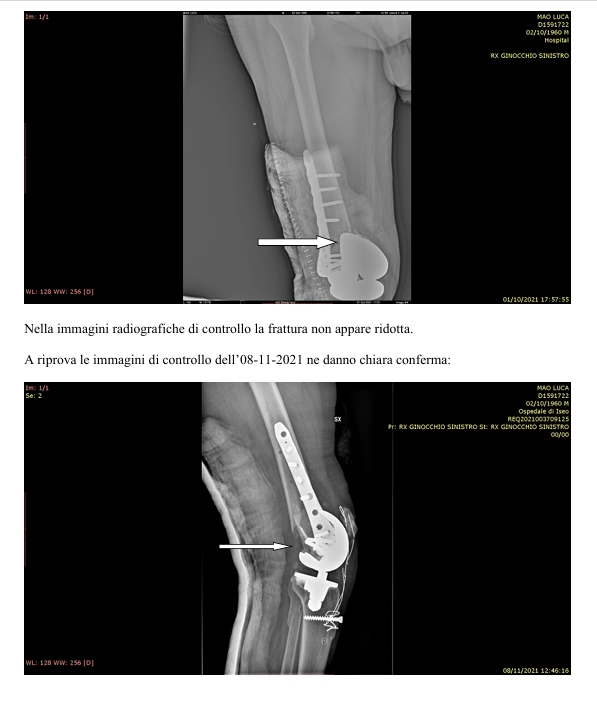 Im: 1/1
MAO LUCA
D1591722
02/10/1960 M
Hospital
RX GINOCCHIO SINISTRO
WL: 128 WW: 256 [D]
01/10/2021 17:57:55
Nella immagini radiografiche di controllo la frattura non appare ridotta.
A riprova le immagini di controllo dell’08-11-2021 ne danno chiara conferma:
Im: 1/1
Se: 2
MAO LUCA
D1591722
02/10/1960 M
Ospedale di Iseo
REQ2021003709125
Pr: RX GINOCCHIO SINISTRO St: RX GINOCCHIO SINISTRO
00/00
SX
WL: 128 WW: 256 [D]
08/11/2021 12:46:16